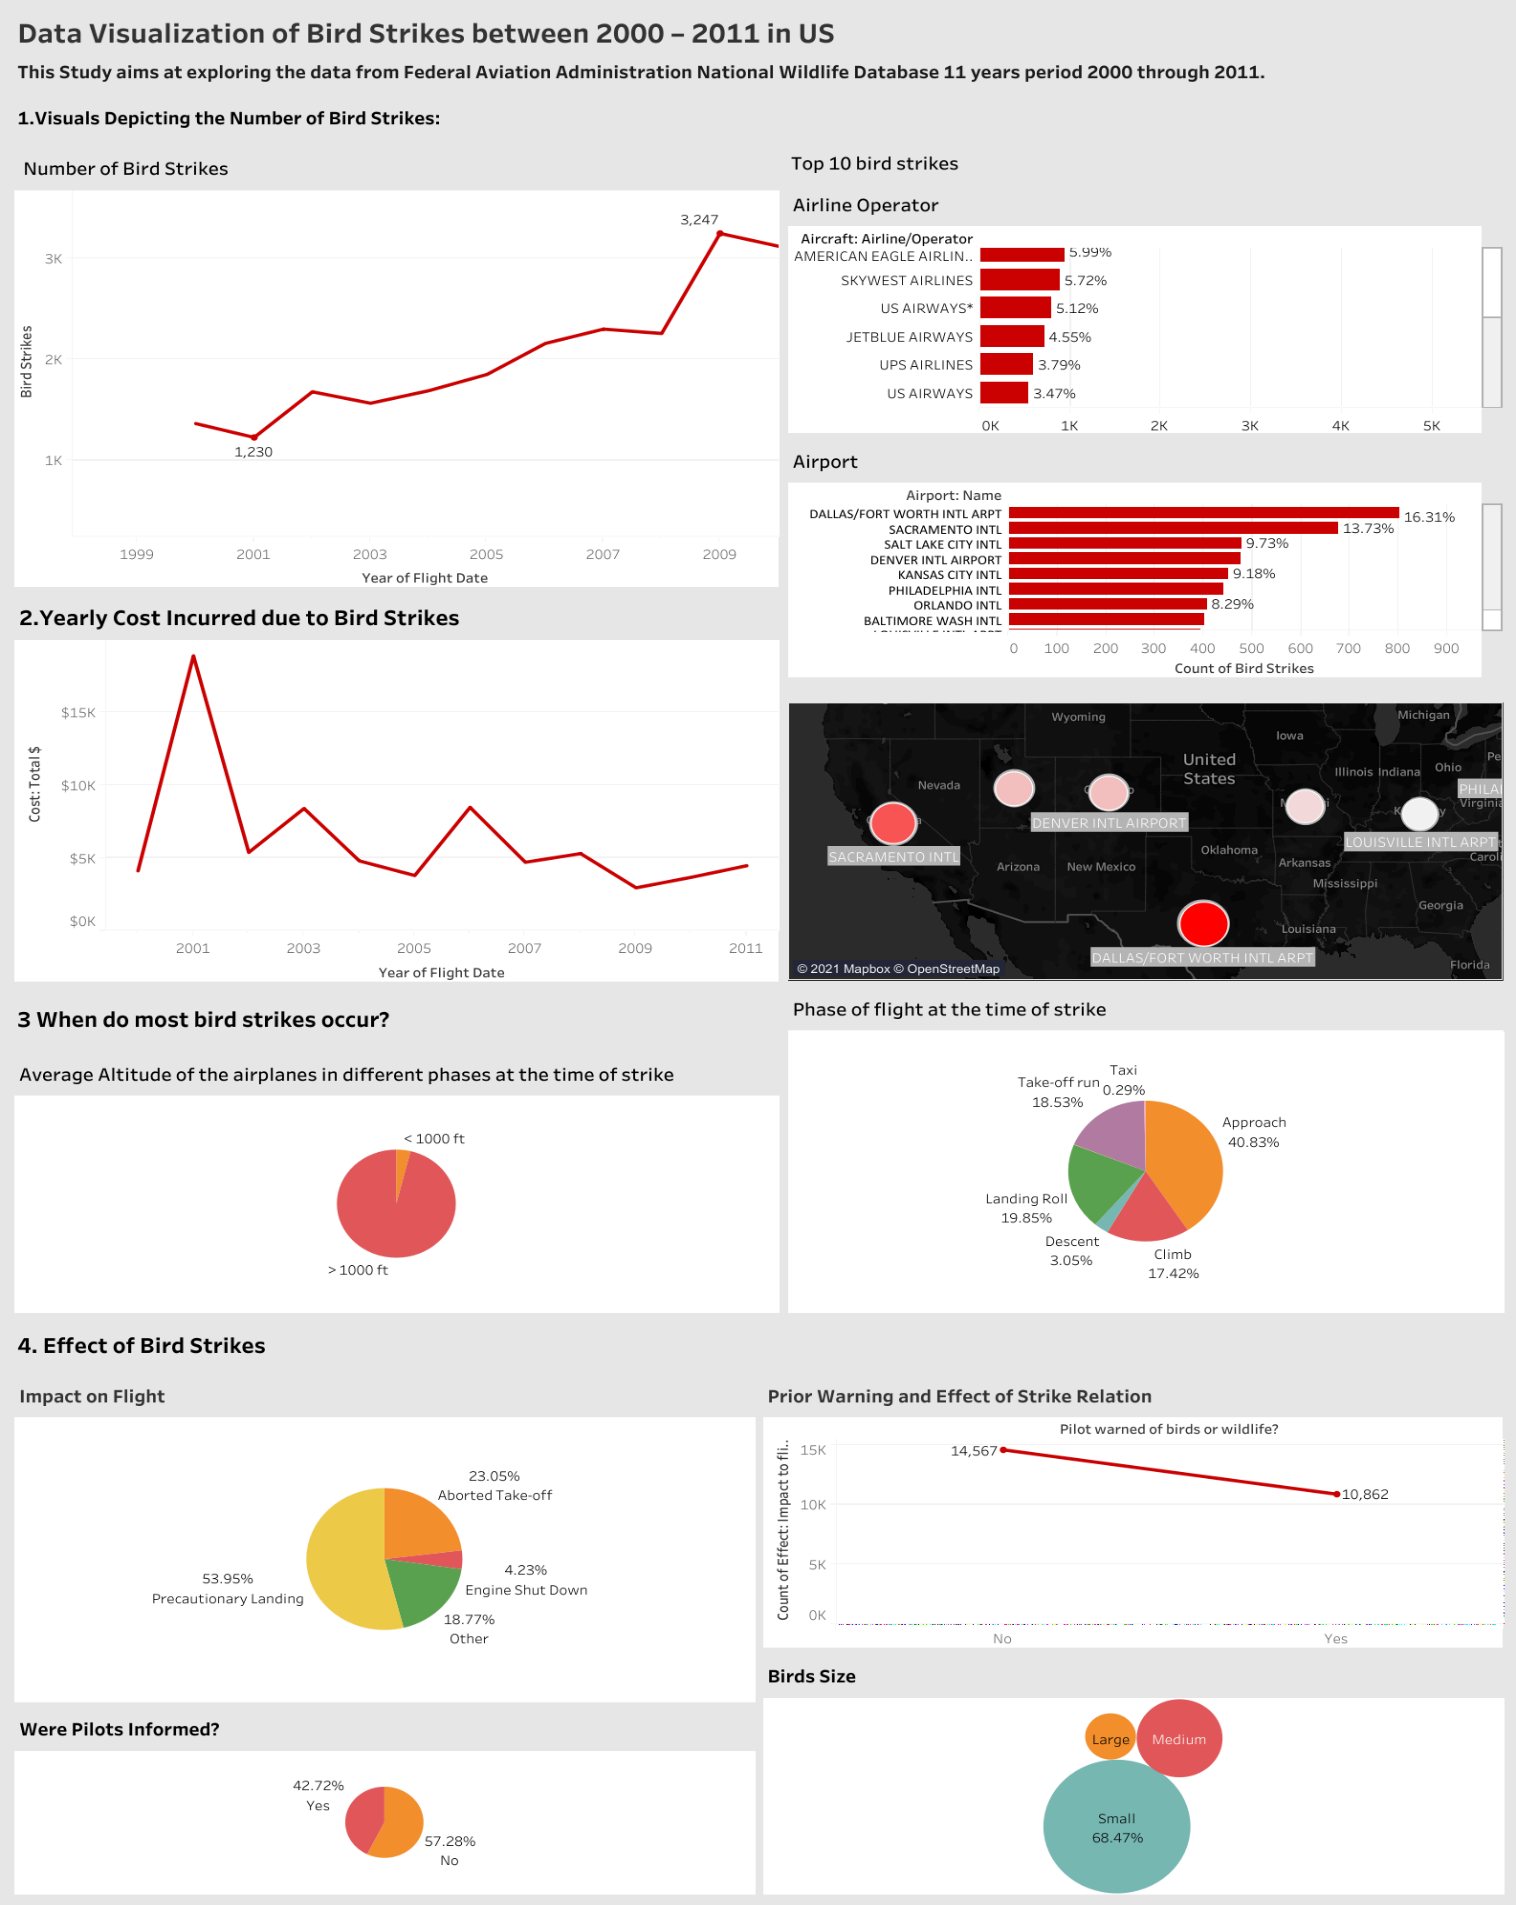 Data Visualization of Bird Strikes between 2000 – 2011 in US
This Study aims at exploring the data from Federal Aviation Administration National Wildlife Database 11 years period 2000 through 2011.
1.Visuals Depicting the Number of Bird Strikes:
Number of Bird Strikes
3,247
3K
2K
1K
1,230
Bird Strikes
1999
2001
2003
2005
2007
2009
Year of Flight Date
Top 10 bird strikes
Airline Operator
Aircraft: Airline/Operator
AMERICAN EAGLE AIRLIN.. 5.99%
SKYWEST AIRLINES 5.72%
US AIRWAYS* 5.12%
JETBLUE AIRWAYS 4.55%
UPS AIRLINES 3.79%
US AIRWAYS 3.47%
0K 1K 2K 3K 4K 5K
Airport
Airport: Name
DALLAS/FORT WORTH INTL ARPT 16.31%
SACRAMENTO INTL 13.73%
SALT LAKE CITY INTL 9.73%
DENVER INTL AIRPORT
KANSAS CITY INTL 9.18%
PHILADELPHIA INTL
ORLANDO INTL 8.29%
BALTIMORE WASH INTL
0 100 200 300 400 500 600 700 800 900
Count of Bird Strikes
2.Yearly Cost Incurred due to Bird Strikes
$15K
$10K
$5K
$0K
Cost: Total $
2001 2003 2005 2007 2009 2011
Year of Flight Date
Wyoming
Michigan
Iowa
United
States
Pe
Ohio
Illinois Indiana
Nevada
PHILAI
Virginia
DENVER INTL AIRPORT
LOUISVILLE INTL ARPT
SACRAMENTO INTL
Oklahoma
Caroli
Arizona
New Mexico
Arkansas
Mississippi
Georgia
Louisiana
DALLAS/FORT WORTH INTL ARPT
Florida
© 2021 Mapbox © OpenStreetMap
3 When do most bird strikes occur?
Average Altitude of the airplanes in different phases at the time of strike
< 1000 ft
> 1000 ft
Phase of flight at the time of strike
Taxi
0.29%
Take-off run
18.53%
Approach
40.83%
Landing Roll
19.85%
Descent
3.05%
Climb
17.42%
4. Effect of Bird Strikes
Impact on Flight
23.05%
Aborted Take-off
4.23%
Engine Shut Down
53.95%
Precautionary Landing
18.77%
Other
Prior Warning and Effect of Strike Relation
Pilot warned of birds or wildlife?
15K
14,567
10,862
10K
5K
0K
Count of Effect: Impact to fli..
No
Yes
Were Pilots Informed?
42.72%
Yes
57.28%
No
Birds Size
Large
Medium
Small
68.47%